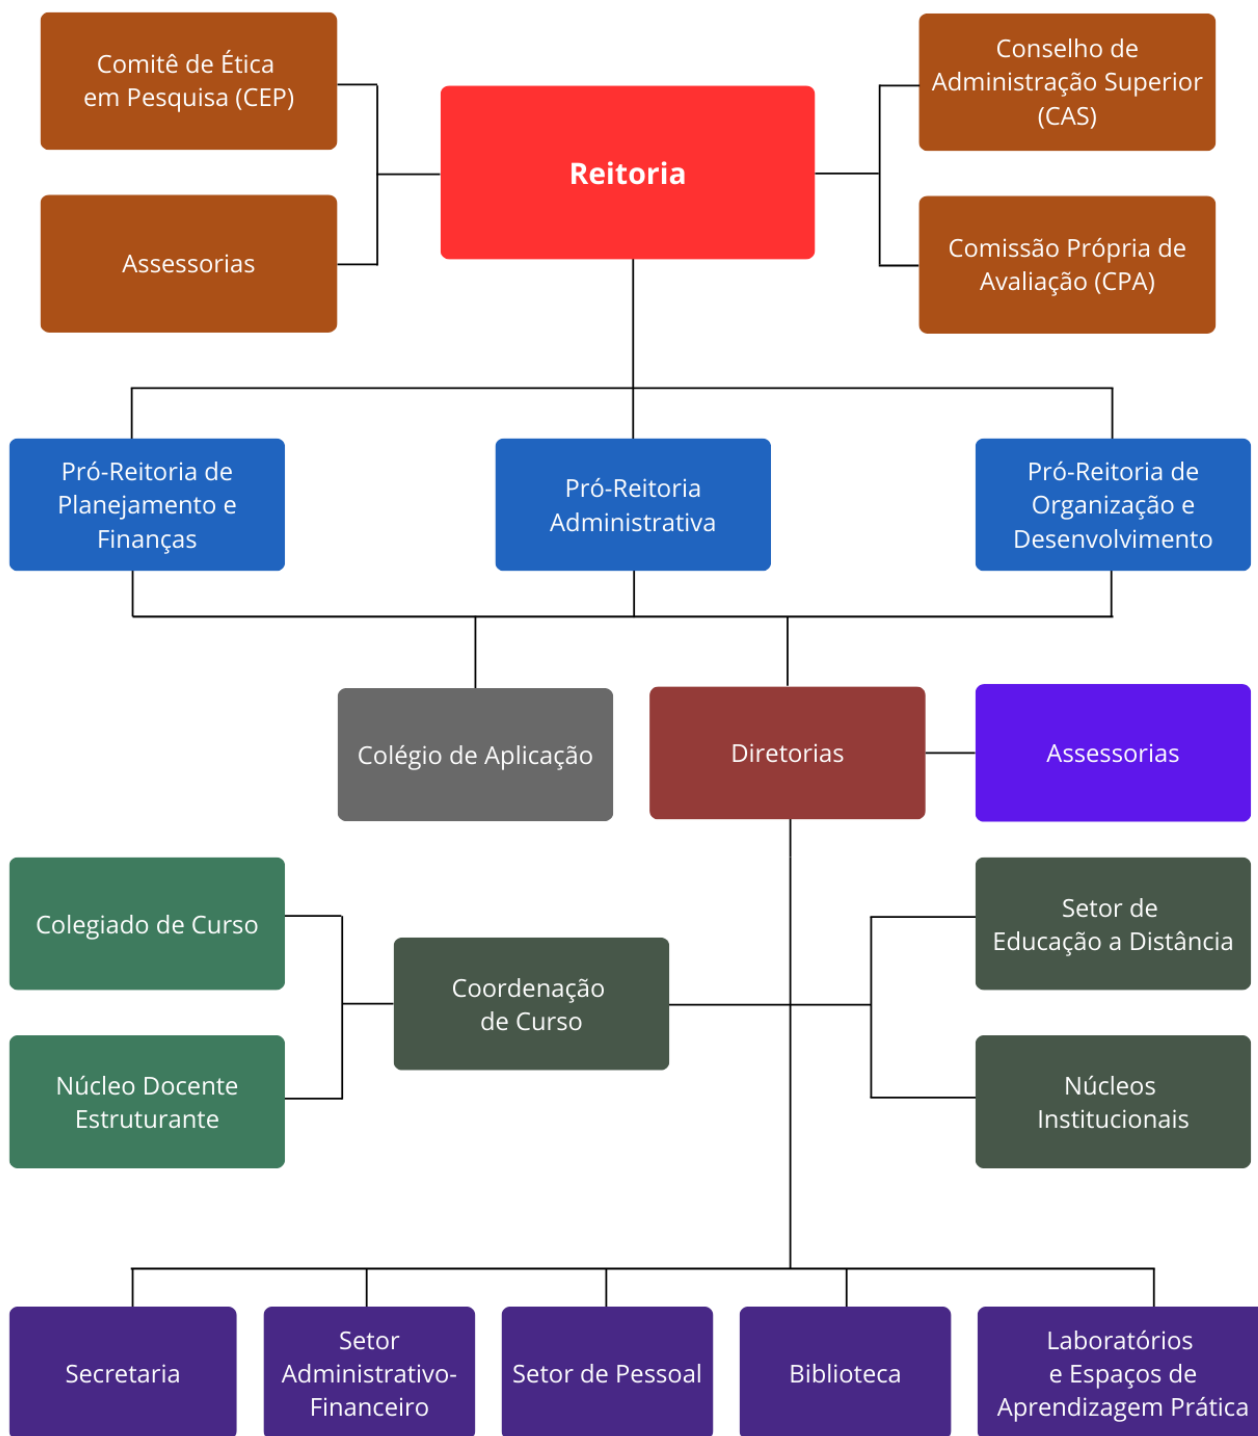 Comitê de Ética
em Pesquisa (CEP)
Conselho de
Administração Superior
(CAS)
Reitoria
Assessorias
Comissão Própria de
Avaliação (CPA)
Pró-Reitoria de
Planejamento e
Finanças
Pró-Reitoria
Administrativa
Pró-Reitoria de
Organização e
Desenvolvimento
Colégio de Aplicação
Diretorias
Assessorias
Colegiado de Curso
Coordenação
de Curso
Setor de
Educação a Distância
Núcleo Docente
Estruturante
Núcleos
Institucionais
Secretaria
Setor
Administrativo-
Financeiro
Setor de Pessoal
Biblioteca
Laboratórios
e Espaços de
Aprendizagem Prática